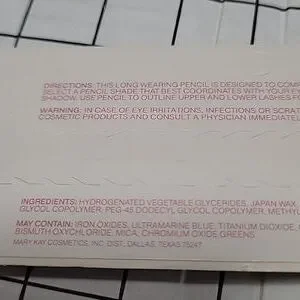 DIRECTIONS: THIS LONG WEARING PENCIL IS DESIGNED TO
SELECT A PENCIL SHADE THAT BEST COORDINATES WITH YOUR
SHADOW. USE PENCIL TO OUTLINE UPPER AND LOWER LASHES
WARNING: IN CASE OF EYE IRRITATIONS, INFECTIONS OR
COSMETIC PRODUCTS AND CONSULT A PHYSICIAN IMMEDIATEL
INGREDIENTS: HYDROGENATED VEGETABLE GLYCERIDES, JAPAN WAX,
GLYCOL COPOLYMER, PEG-45 DODECYL GLYCOL COPOLYMER, METHYL
MAY CONTAIN: IRON OXIDES, ULTRAMARINE BLUE, TITANIUM DIOXIDE,
BISMUTH OXYCHLORIDE, MICA, CHROMIUM OXIDE GREENS
MARY KAY COSMETICS, INC. DIST., DALLAS, TEXAS 75247